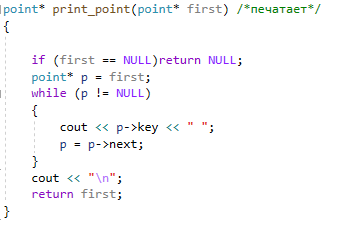 point* print_point(point* first) /*печатает*/
{
if (first == NULL)return NULL;
point* p = first;
while (p != NULL)
{
cout << p->key << " ";
p = p->next;
}
cout << "\n";
return first;
}